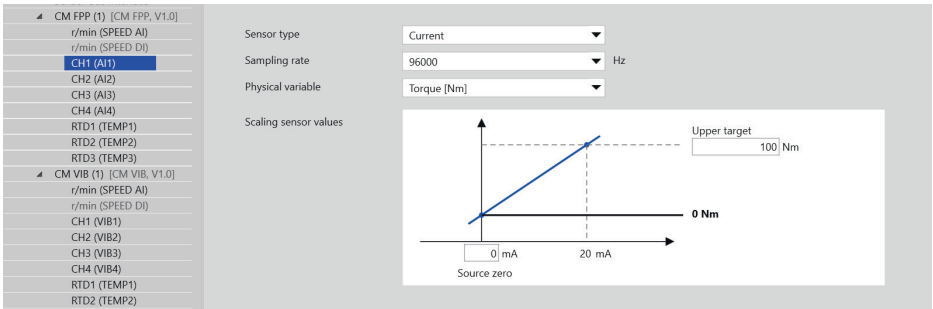 CM FPP (1) [CM FPP, V1.0]
r/min (SPEED AI)
r/min (SPEED DI)
CH1 (AI1)
CH2 (AI2)
CH3 (AI3)
CH4 (AI4)
RTD1 (TEMP1)
RTD2 (TEMP2)
RTD3 (TEMP3)
CM VIB (1) [CM VIB, V1.0]
r/min (SPEED AI)
r/min (SPEED DI)
CH1 (VIB1)
CH2 (VIB2)
CH3 (VIB3)
CH4 (VIB4)
RTD1 (TEMP1)
RTD2 (TEMP2)
Sensor type Current
Sampling rate 96000 Hz
Physical variable Torque [Nm]
Scaling sensor values
Upper target
100 Nm
0 Nm
0 mA 20 mA
Source zero